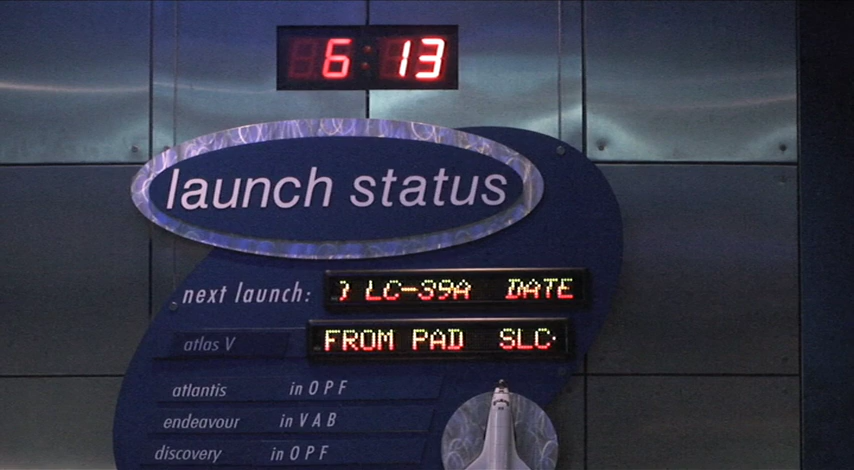 6:13
launch status
next launch: ) LC-39A DATE
atlas V FROM PAD SLC
atlantis in OPF
endeavour in VAB
discovery in OPF